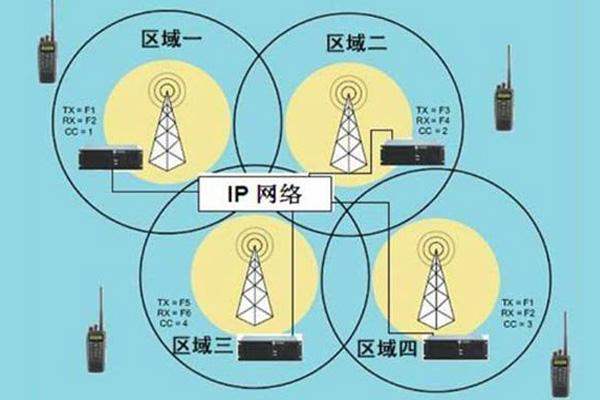 区域一
区域二
TX = F1
RX = F2
CC = 1
TX = F3
RX = F4
CC = 2
IP 网络
TX = F5
RX = F6
CC = 4
区域三
TX = F1
RX = F2
CC = 3
区域四